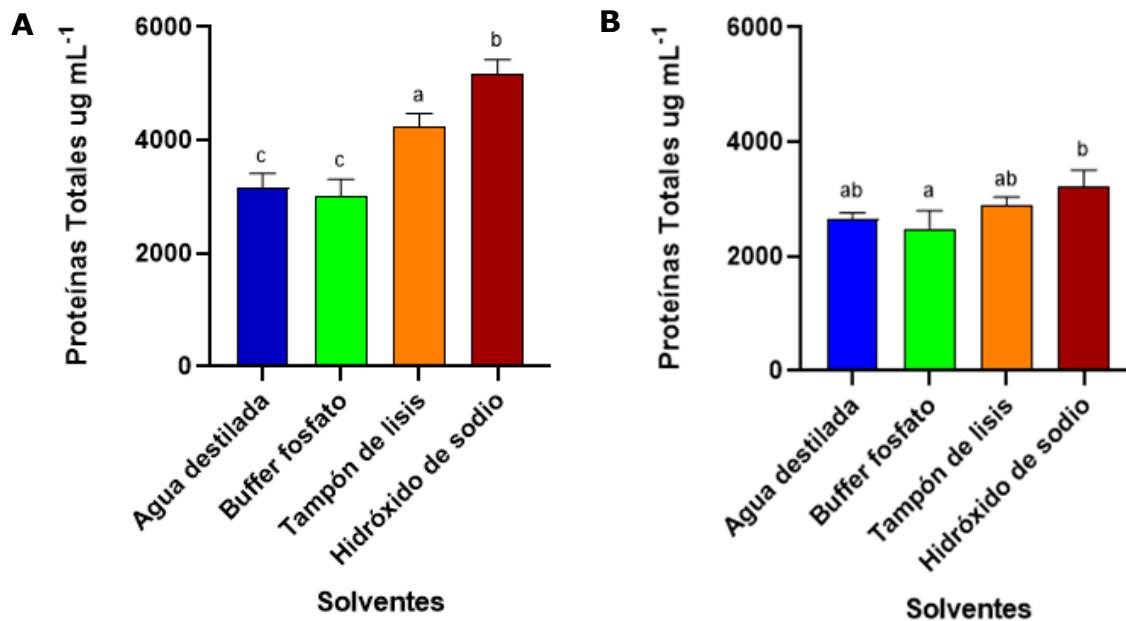 A
Proteínas Totales ug mL-1
6000
4000
2000
0
c
c
a
b
Agua destilada
Buffer fosfato
Tampón de lisis
Hidróxido de sodio
Solventes
B
Proteínas Totales ug mL-1
6000
4000
2000
0
ab
a
ab
b
Agua destilada
Buffer fosfato
Tampón de lisis
Hidróxido de sodio
Solventes